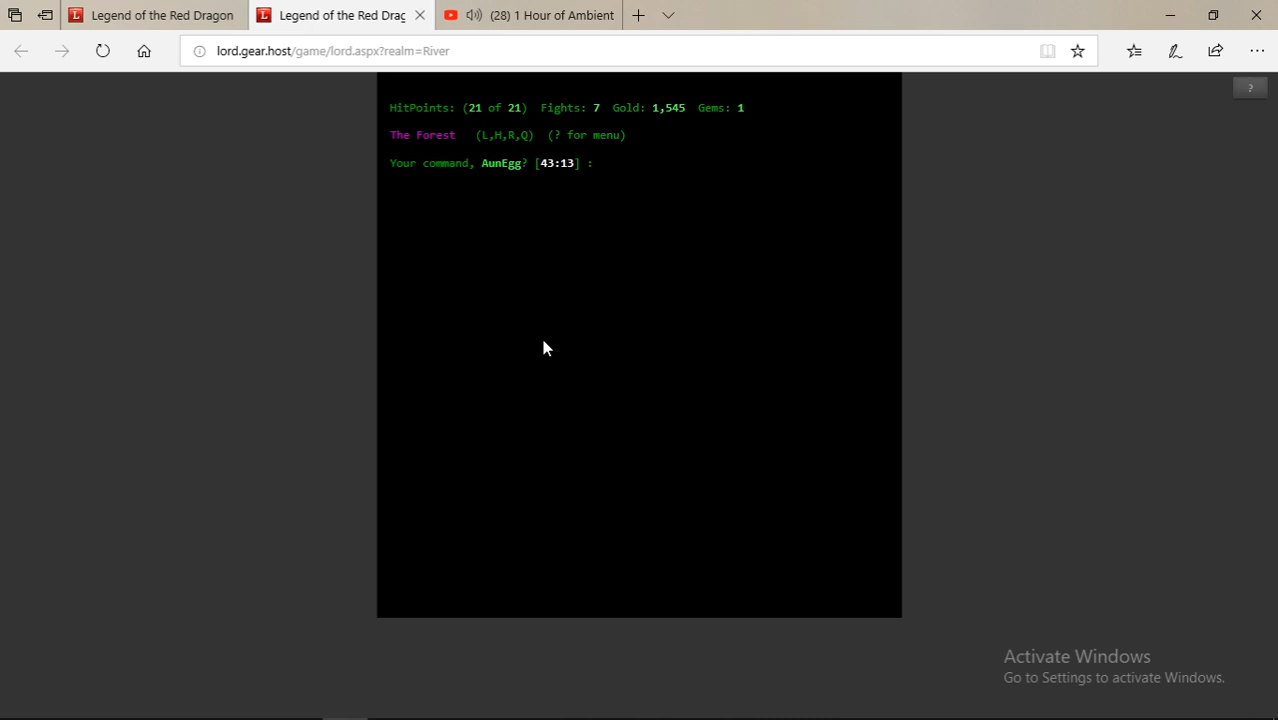 Legend of the Red Dragon
Legend of the Red Drag
(28) 1 Hour of Ambient
lord.gear.host/game/lord.aspx?realm=River
?
HitPoints: (21 of 21) Fights: 7 Gold: 1,545 Gems: 1
The Forest (L,H,R,Q) (? for menu)
Your command, AunEgg? [43:13] :
Activate Windows
Go to Settings to activate Windows.